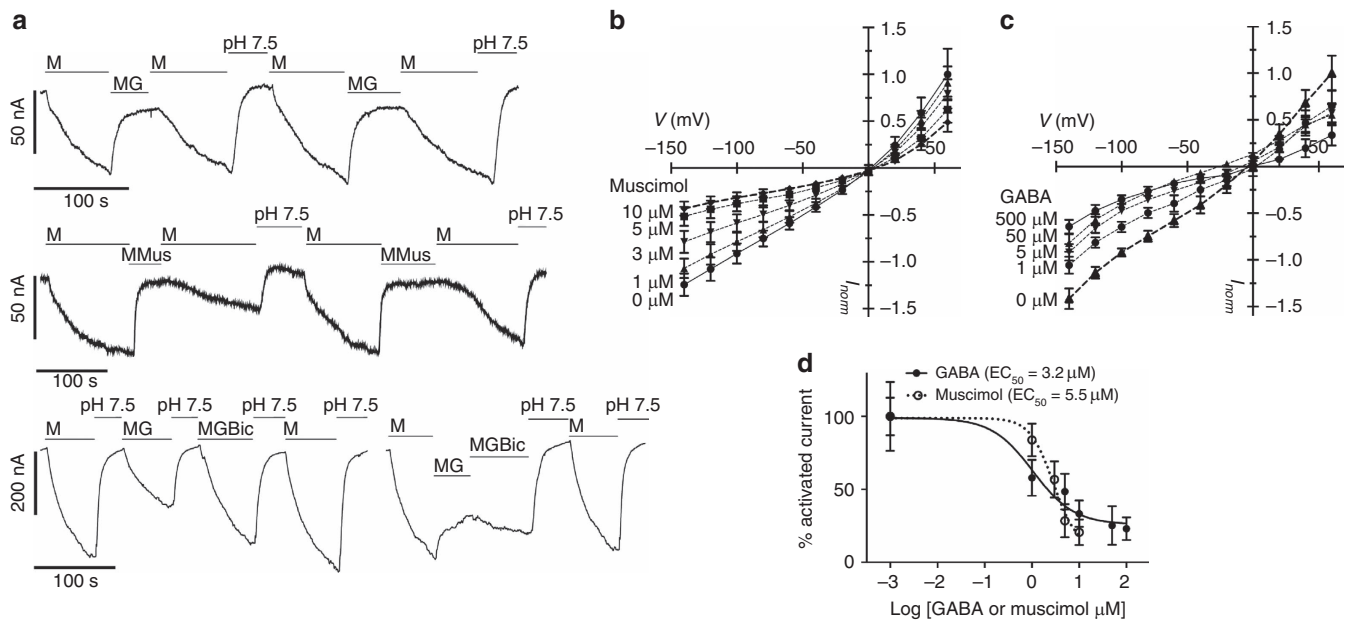 a
pH 7.5 pH 7.5
M M M M
MG MG
50 nA
100 s
pH 7.5 pH 7.5
M M M M
MMus MMus
50 nA
100 s
pH 7.5 pH 7.5 pH 7.5 pH 7.5 pH 7.5 pH 7.5
M MG MGBic M M M
MGBic
MG
200 nA
100 s
b
V (mV)
−150 −100 −50 50
1.5
1.0
0.5
−0.5
−1.0
−1.5
Inorm
Muscimol
10 µM
5 µM
3 µM
1 µM
0 µM
c
V (mV)
−150 −100 −50 50
1.5
1.0
0.5
−0.5
−1.0
−1.5
Inorm
GABA
500 µM
50 µM
5 µM
1 µM
0 µM
d
GABA (EC50 = 3.2 µM)
Muscimol (EC50 = 5.5 µM)
% activated current
100
50
0
−3 −2 −1 0 1 2
Log [GABA or muscimol µM]